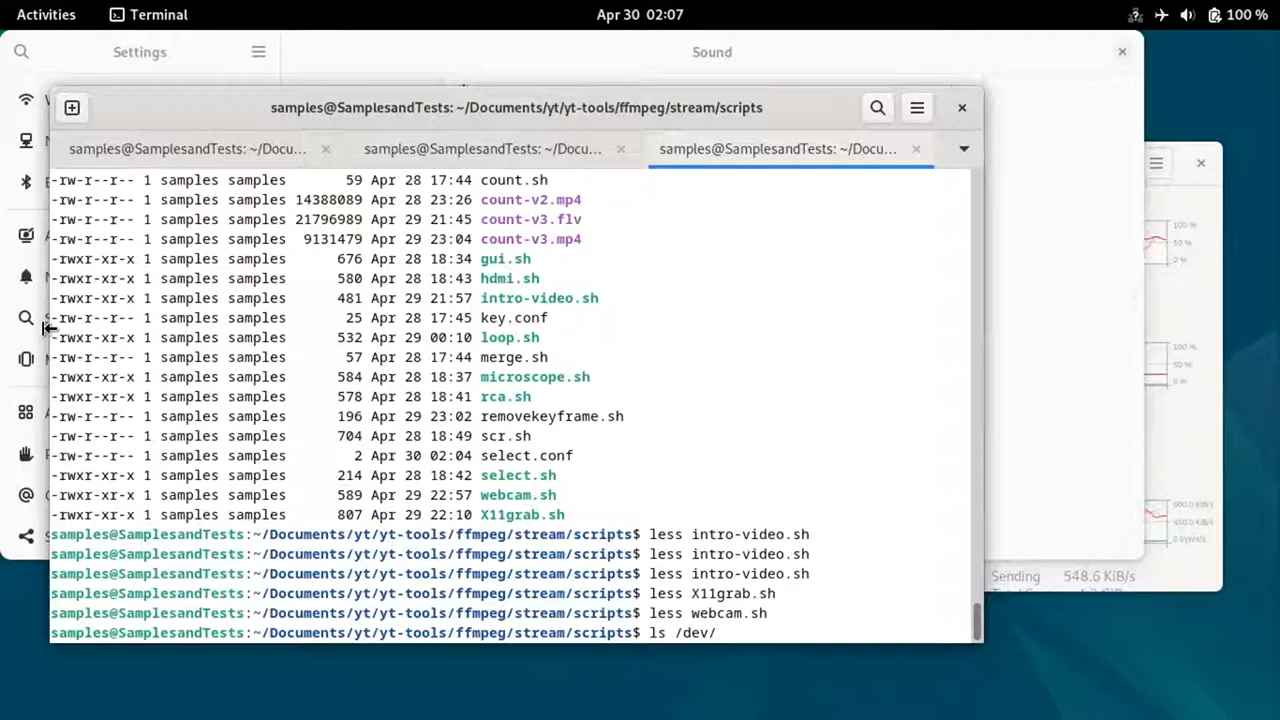 Activities Terminal Apr 30 02:07 100 %
Settings Sound
samples@SamplesandTests: ~/Documents/yt/yt-tools/ffmpeg/stream/scripts
samples@SamplesandTests: ~/Docu... samples@SamplesandTests: ~/Docu... samples@SamplesandTests: ~/Docu...
-rw-r--r-- 1 samples samples 59 Apr 28 17:44 count.sh
-rw-r--r-- 1 samples samples 14388089 Apr 28 23:26 count-v2.mp4
-rw-r--r-- 1 samples samples 21796989 Apr 29 21:45 count-v3.flv
-rw-r--r-- 1 samples samples 9131479 Apr 29 23:04 count-v3.mp4
-rwxr-xr-x 1 samples samples 676 Apr 28 18:34 gui.sh
-rwxr-xr-x 1 samples samples 580 Apr 28 18:43 hdmi.sh
-rwxr-xr-x 1 samples samples 481 Apr 29 21:57 intro-video.sh
-rw-r--r-- 1 samples samples 25 Apr 28 17:45 key.conf
-rwxr-xr-x 1 samples samples 532 Apr 29 00:10 loop.sh
-rw-r--r-- 1 samples samples 57 Apr 28 17:44 merge.sh
-rwxr-xr-x 1 samples samples 584 Apr 28 18:37 microscope.sh
-rwxr-xr-x 1 samples samples 578 Apr 28 18:41 rca.sh
-rw-r--r-- 1 samples samples 196 Apr 29 23:02 removekeyframe.sh
-rw-r--r-- 1 samples samples 704 Apr 28 18:49 scr.sh
-rw-r--r-- 1 samples samples 2 Apr 30 02:04 select.conf
-rwxr-xr-x 1 samples samples 214 Apr 28 18:42 select.sh
-rwxr-xr-x 1 samples samples 589 Apr 29 22:57 webcam.sh
-rwxr-xr-x 1 samples samples 807 Apr 29 22:10 X11grab.sh
samples@SamplesandTests:~/Documents/yt/yt-tools/ffmpeg/stream/scripts$ less intro-video.sh
samples@SamplesandTests:~/Documents/yt/yt-tools/ffmpeg/stream/scripts$ less intro-video.sh
samples@SamplesandTests:~/Documents/yt/yt-tools/ffmpeg/stream/scripts$ less intro-video.sh
samples@SamplesandTests:~/Documents/yt/yt-tools/ffmpeg/stream/scripts$ less X11grab.sh
samples@SamplesandTests:~/Documents/yt/yt-tools/ffmpeg/stream/scripts$ less webcam.sh
samples@SamplesandTests:~/Documents/yt/yt-tools/ffmpeg/stream/scripts$ ls /dev/
100 %
50 %
0 %
100 %
50 %
0 %
Sending 548.6 KiB/s